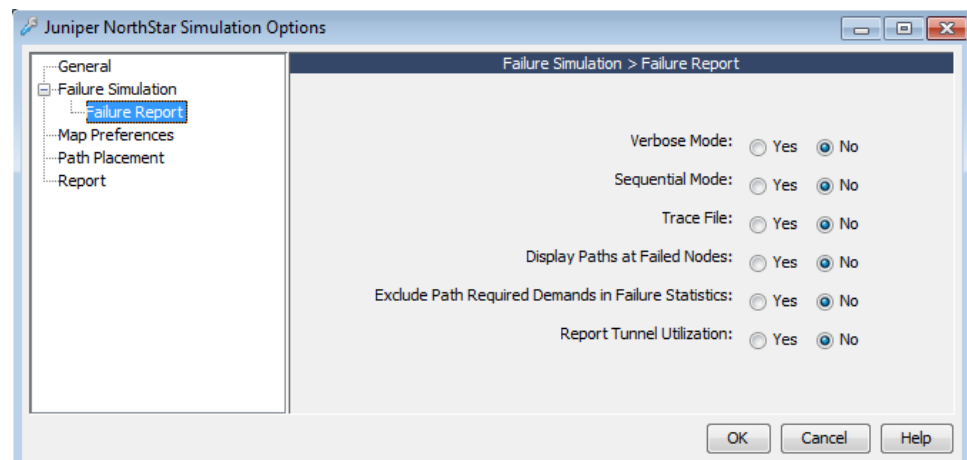 Juniper NorthStar Simulation Options
General
Failure Simulation
Failure Report
Map Preferences
Path Placement
Report
Failure Simulation > Failure Report
Verbose Mode: Yes No
Sequential Mode: Yes No
Trace File: Yes No
Display Paths at Failed Nodes: Yes No
Exclude Path Required Demands in Failure Statistics: Yes No
Report Tunnel Utilization: Yes No
OK Cancel Help